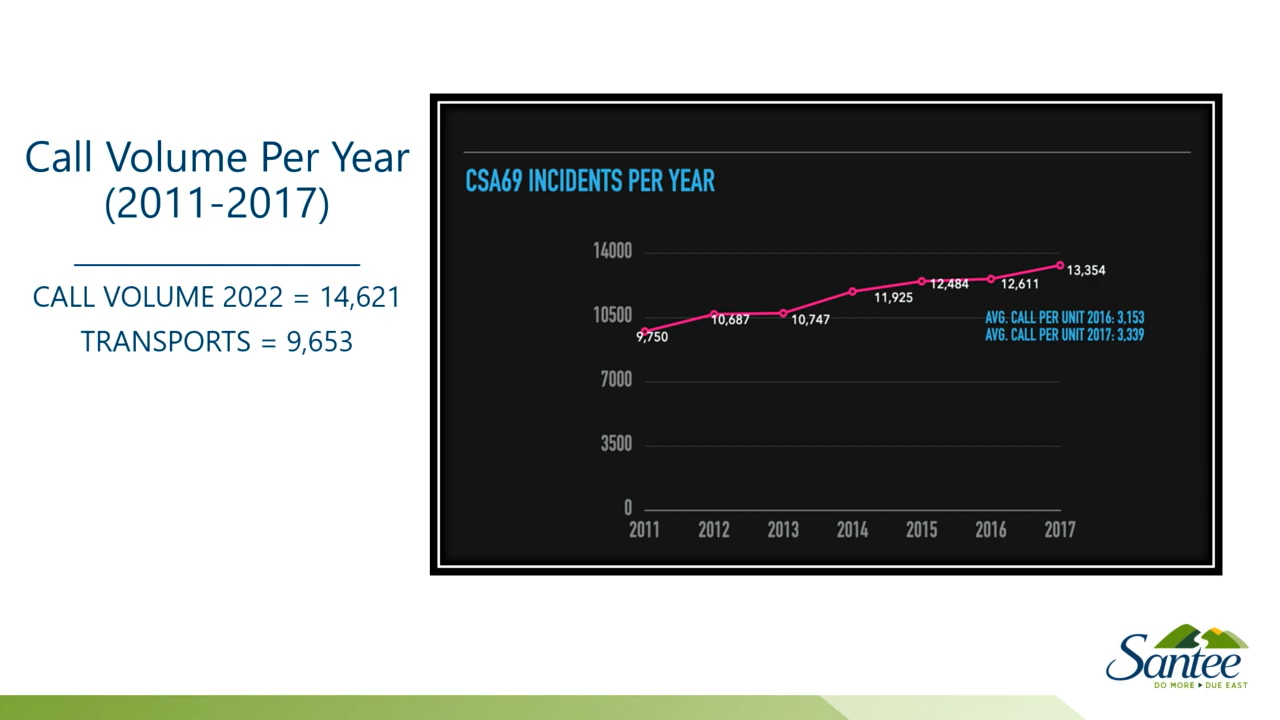 Call Volume Per Year
(2011-2017)
CALL VOLUME 2022 = 14,621
TRANSPORTS = 9,653
CSA69 INCIDENTS PER YEAR
14000
10500
7000
3500
0
9,750
10,687
10,747
11,925
12,484
12,611
13,354
AVG. CALL PER UNIT 2016: 3,153
AVG. CALL PER UNIT 2017: 3,339
2011 2012 2013 2014 2015 2016 2017
Santee
DO MORE ▸ DUE EAST